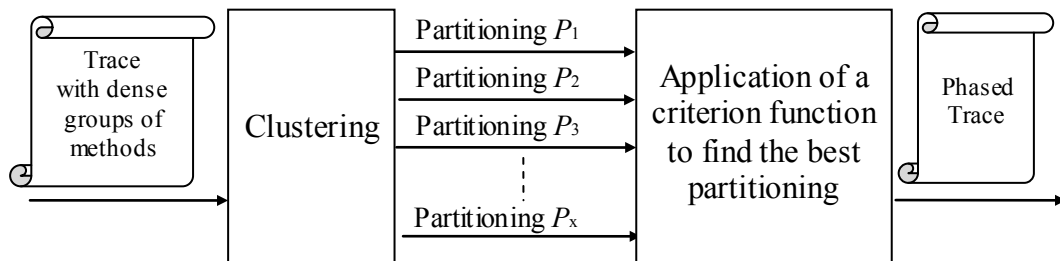 Trace
with dense
groups of
methods
Clustering
Partitioning P1
Partitioning P2
Partitioning P3
Partitioning Px
Application of a
criterion function
to find the best
partitioning
Phased
Trace